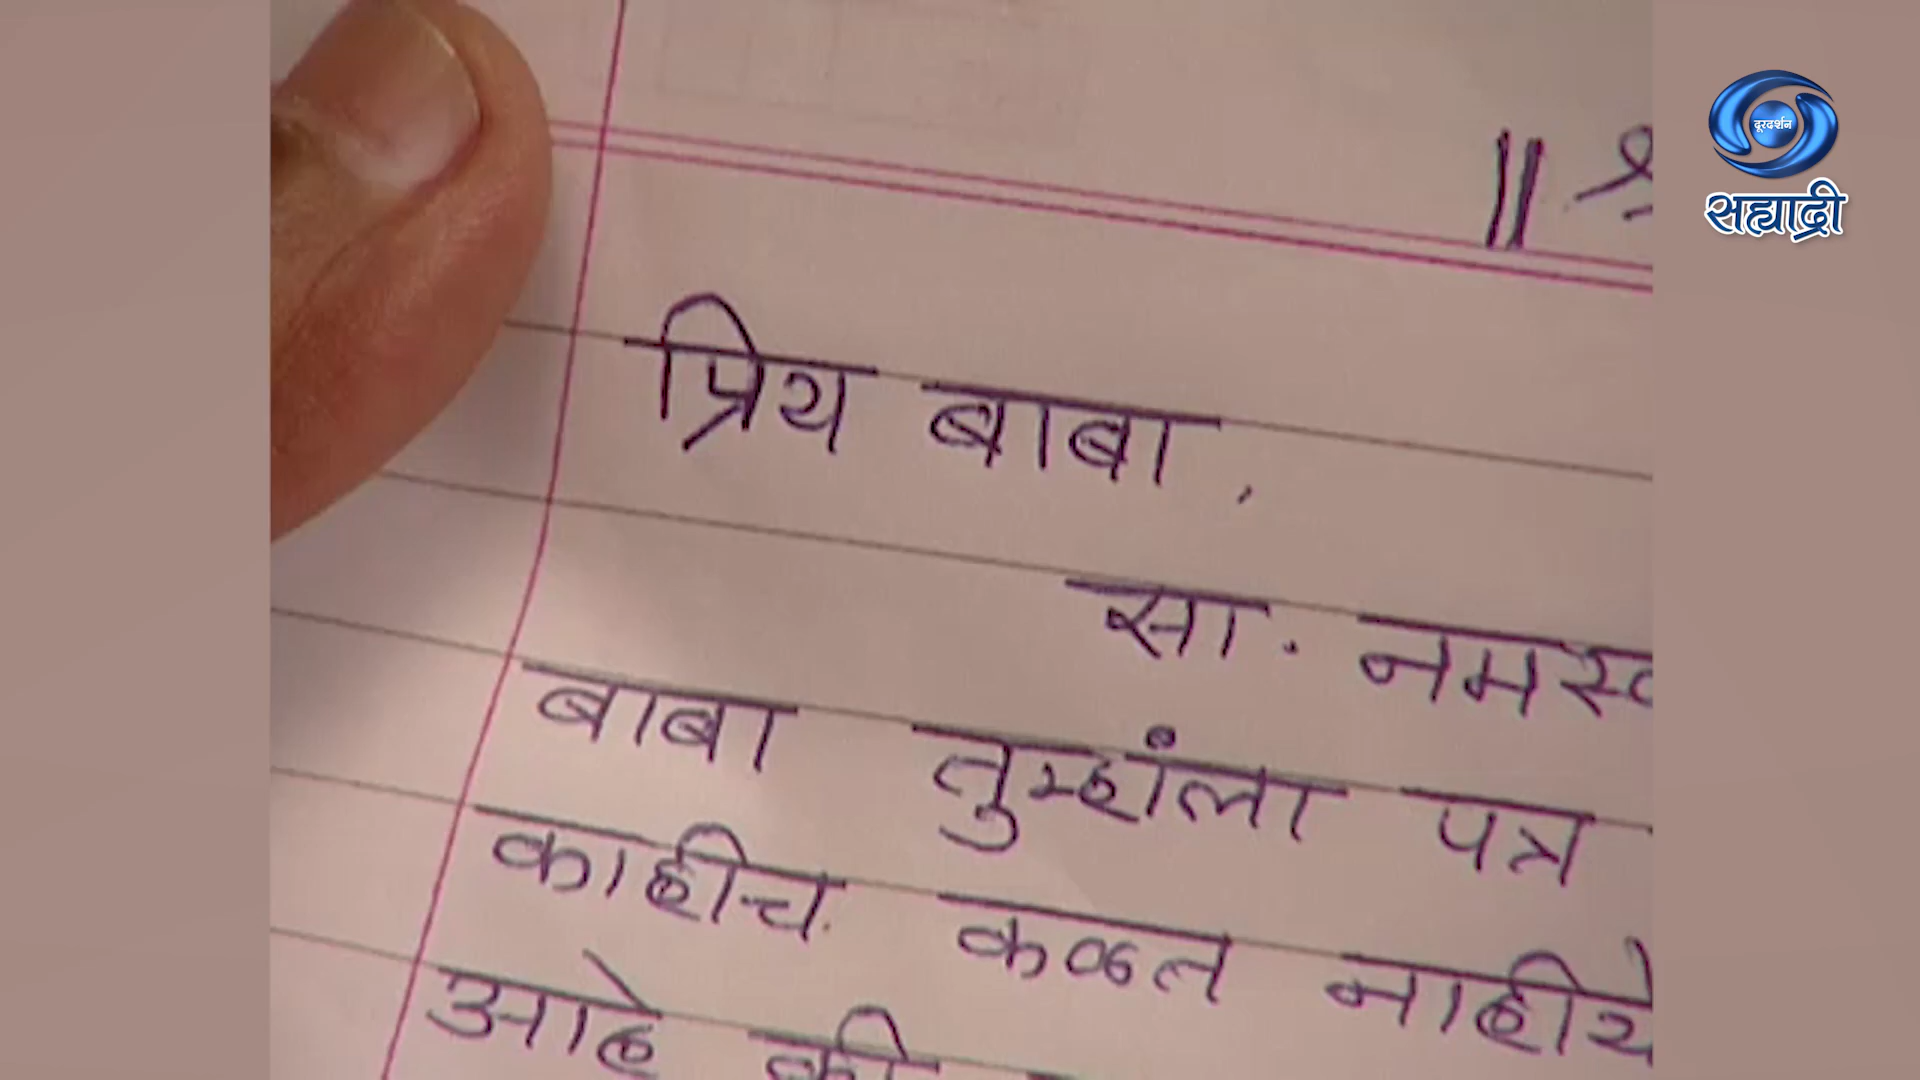 दूरदर्शन
सह्याद्री
||
प्रिय बाबा,
सा. नमस्
बाबा तुम्हांला पत्र
काहीच कळत नाहीये
आहे की